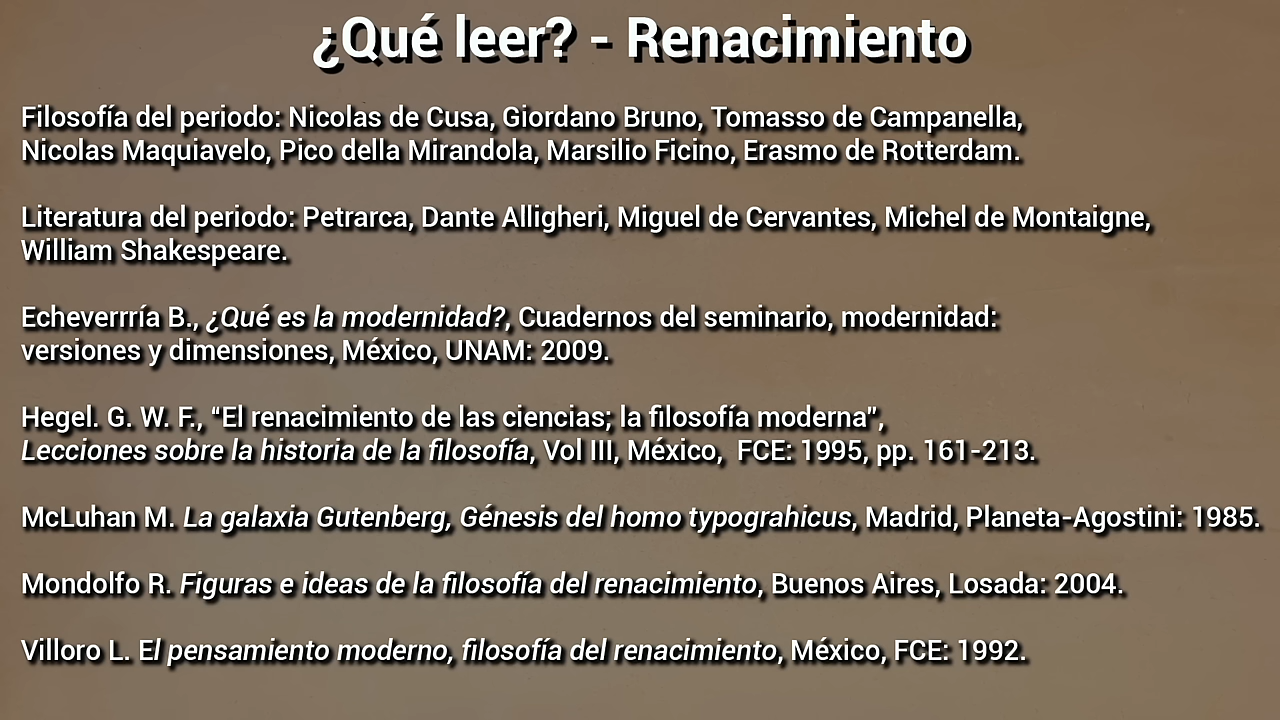 ¿Qué leer? - Renacimiento
Filosofía del periodo: Nicolas de Cusa, Giordano Bruno, Tomasso de Campanella,
Nicolas Maquiavelo, Pico della Mirandola, Marsilio Ficino, Erasmo de Rotterdam.
Literatura del periodo: Petrarca, Dante Alligheri, Miguel de Cervantes, Michel de Montaigne,
William Shakespeare.
Echeverrría B., ¿Qué es la modernidad?, Cuadernos del seminario, modernidad:
versiones y dimensiones, México, UNAM: 2009.
Hegel. G. W. F., “El renacimiento de las ciencias; la filosofía moderna”,
Lecciones sobre la historia de la filosofía, Vol III, México,  FCE: 1995, pp. 161-213.
McLuhan M. La galaxia Gutenberg, Génesis del homo typograhicus, Madrid, Planeta-Agostini: 1985.
Mondolfo R. Figuras e ideas de la filosofía del renacimiento, Buenos Aires, Losada: 2004.
Villoro L. El pensamiento moderno, filosofía del renacimiento, México, FCE: 1992.